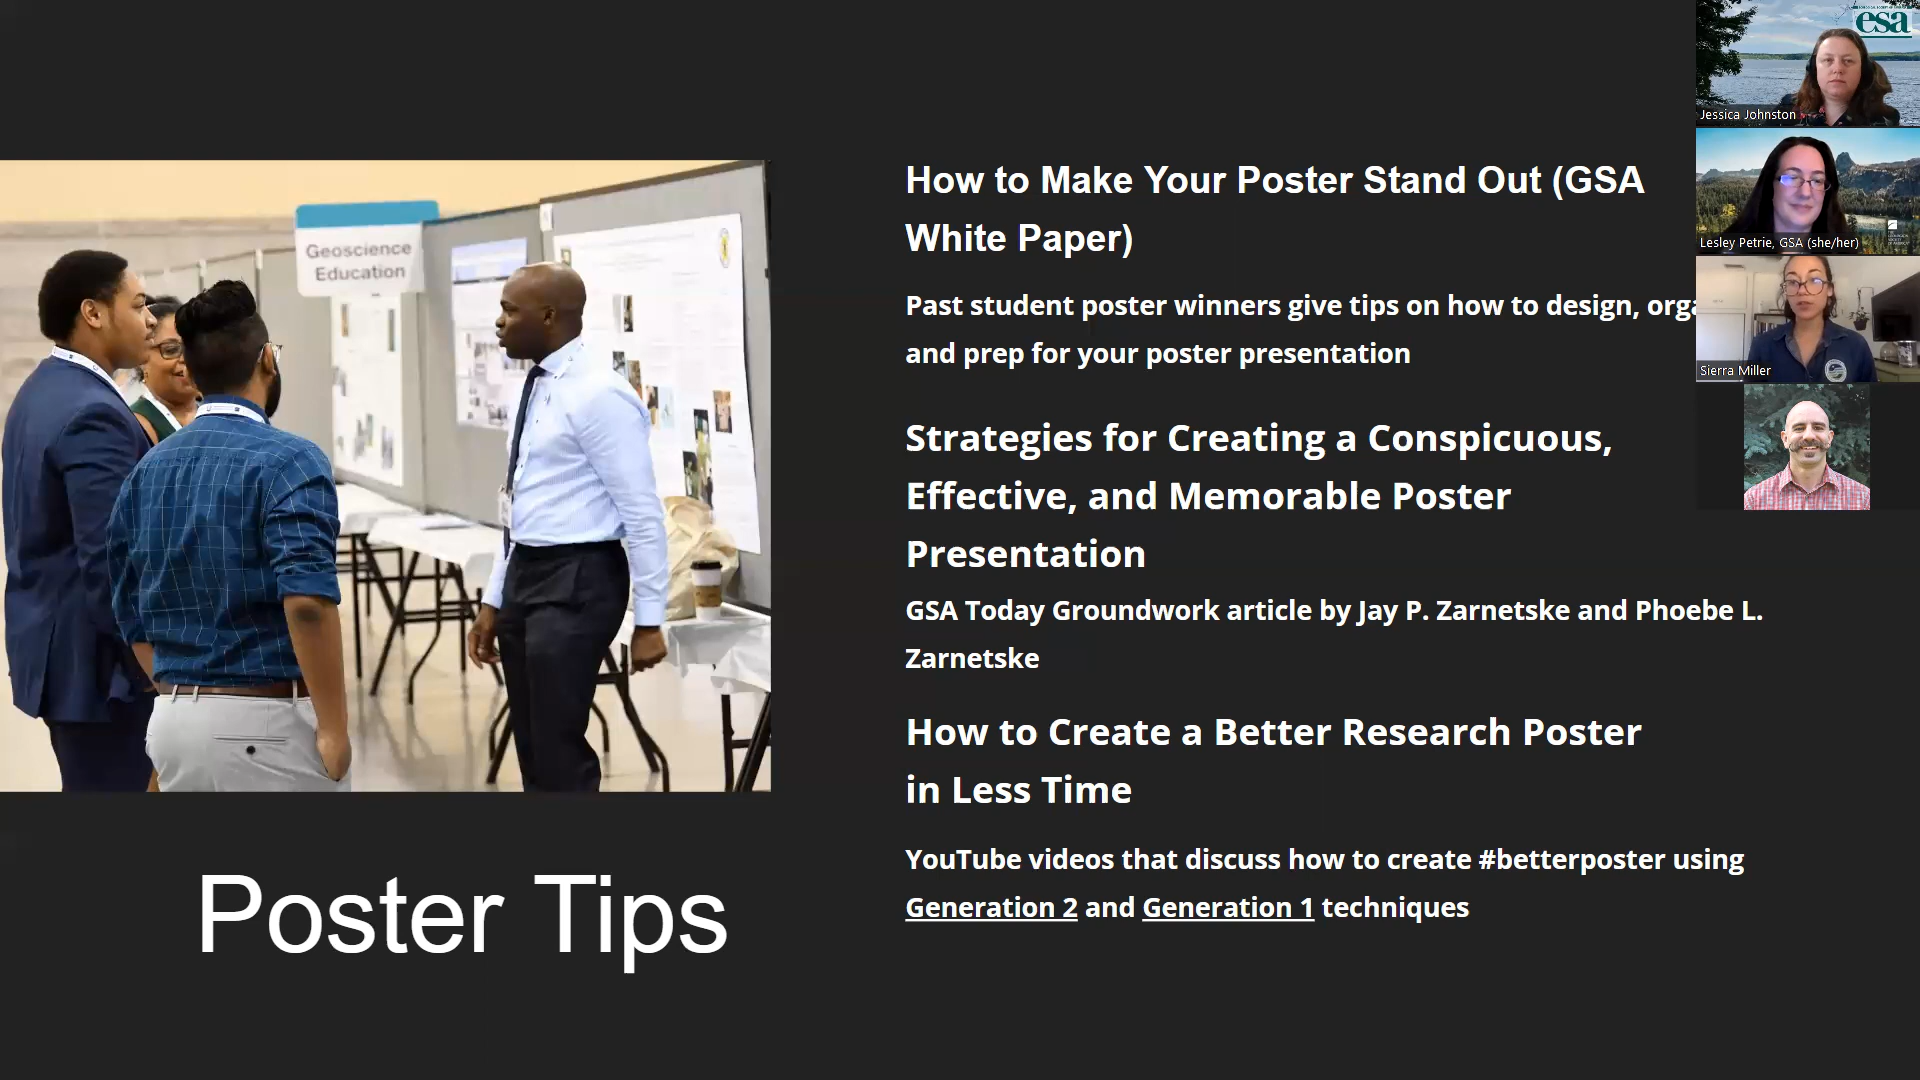 Geoscience
Education
Poster Tips
How to Make Your Poster Stand Out (GSA
White Paper)
Past student poster winners give tips on how to design,
and prep for your poster presentation
Strategies for Creating a Conspicuous,
Effective, and Memorable Poster
Presentation
GSA Today Groundwork article by Jay P. Zarnetske and Phoebe L.
Zarnetske
How to Create a Better Research Poster
in Less Time
YouTube videos that discuss how to create #betterposter using
Generation 2 and Generation 1 techniques
esa
Jessica Johnston
Lesley Petrie, GSA (she/her)
Sierra Miller